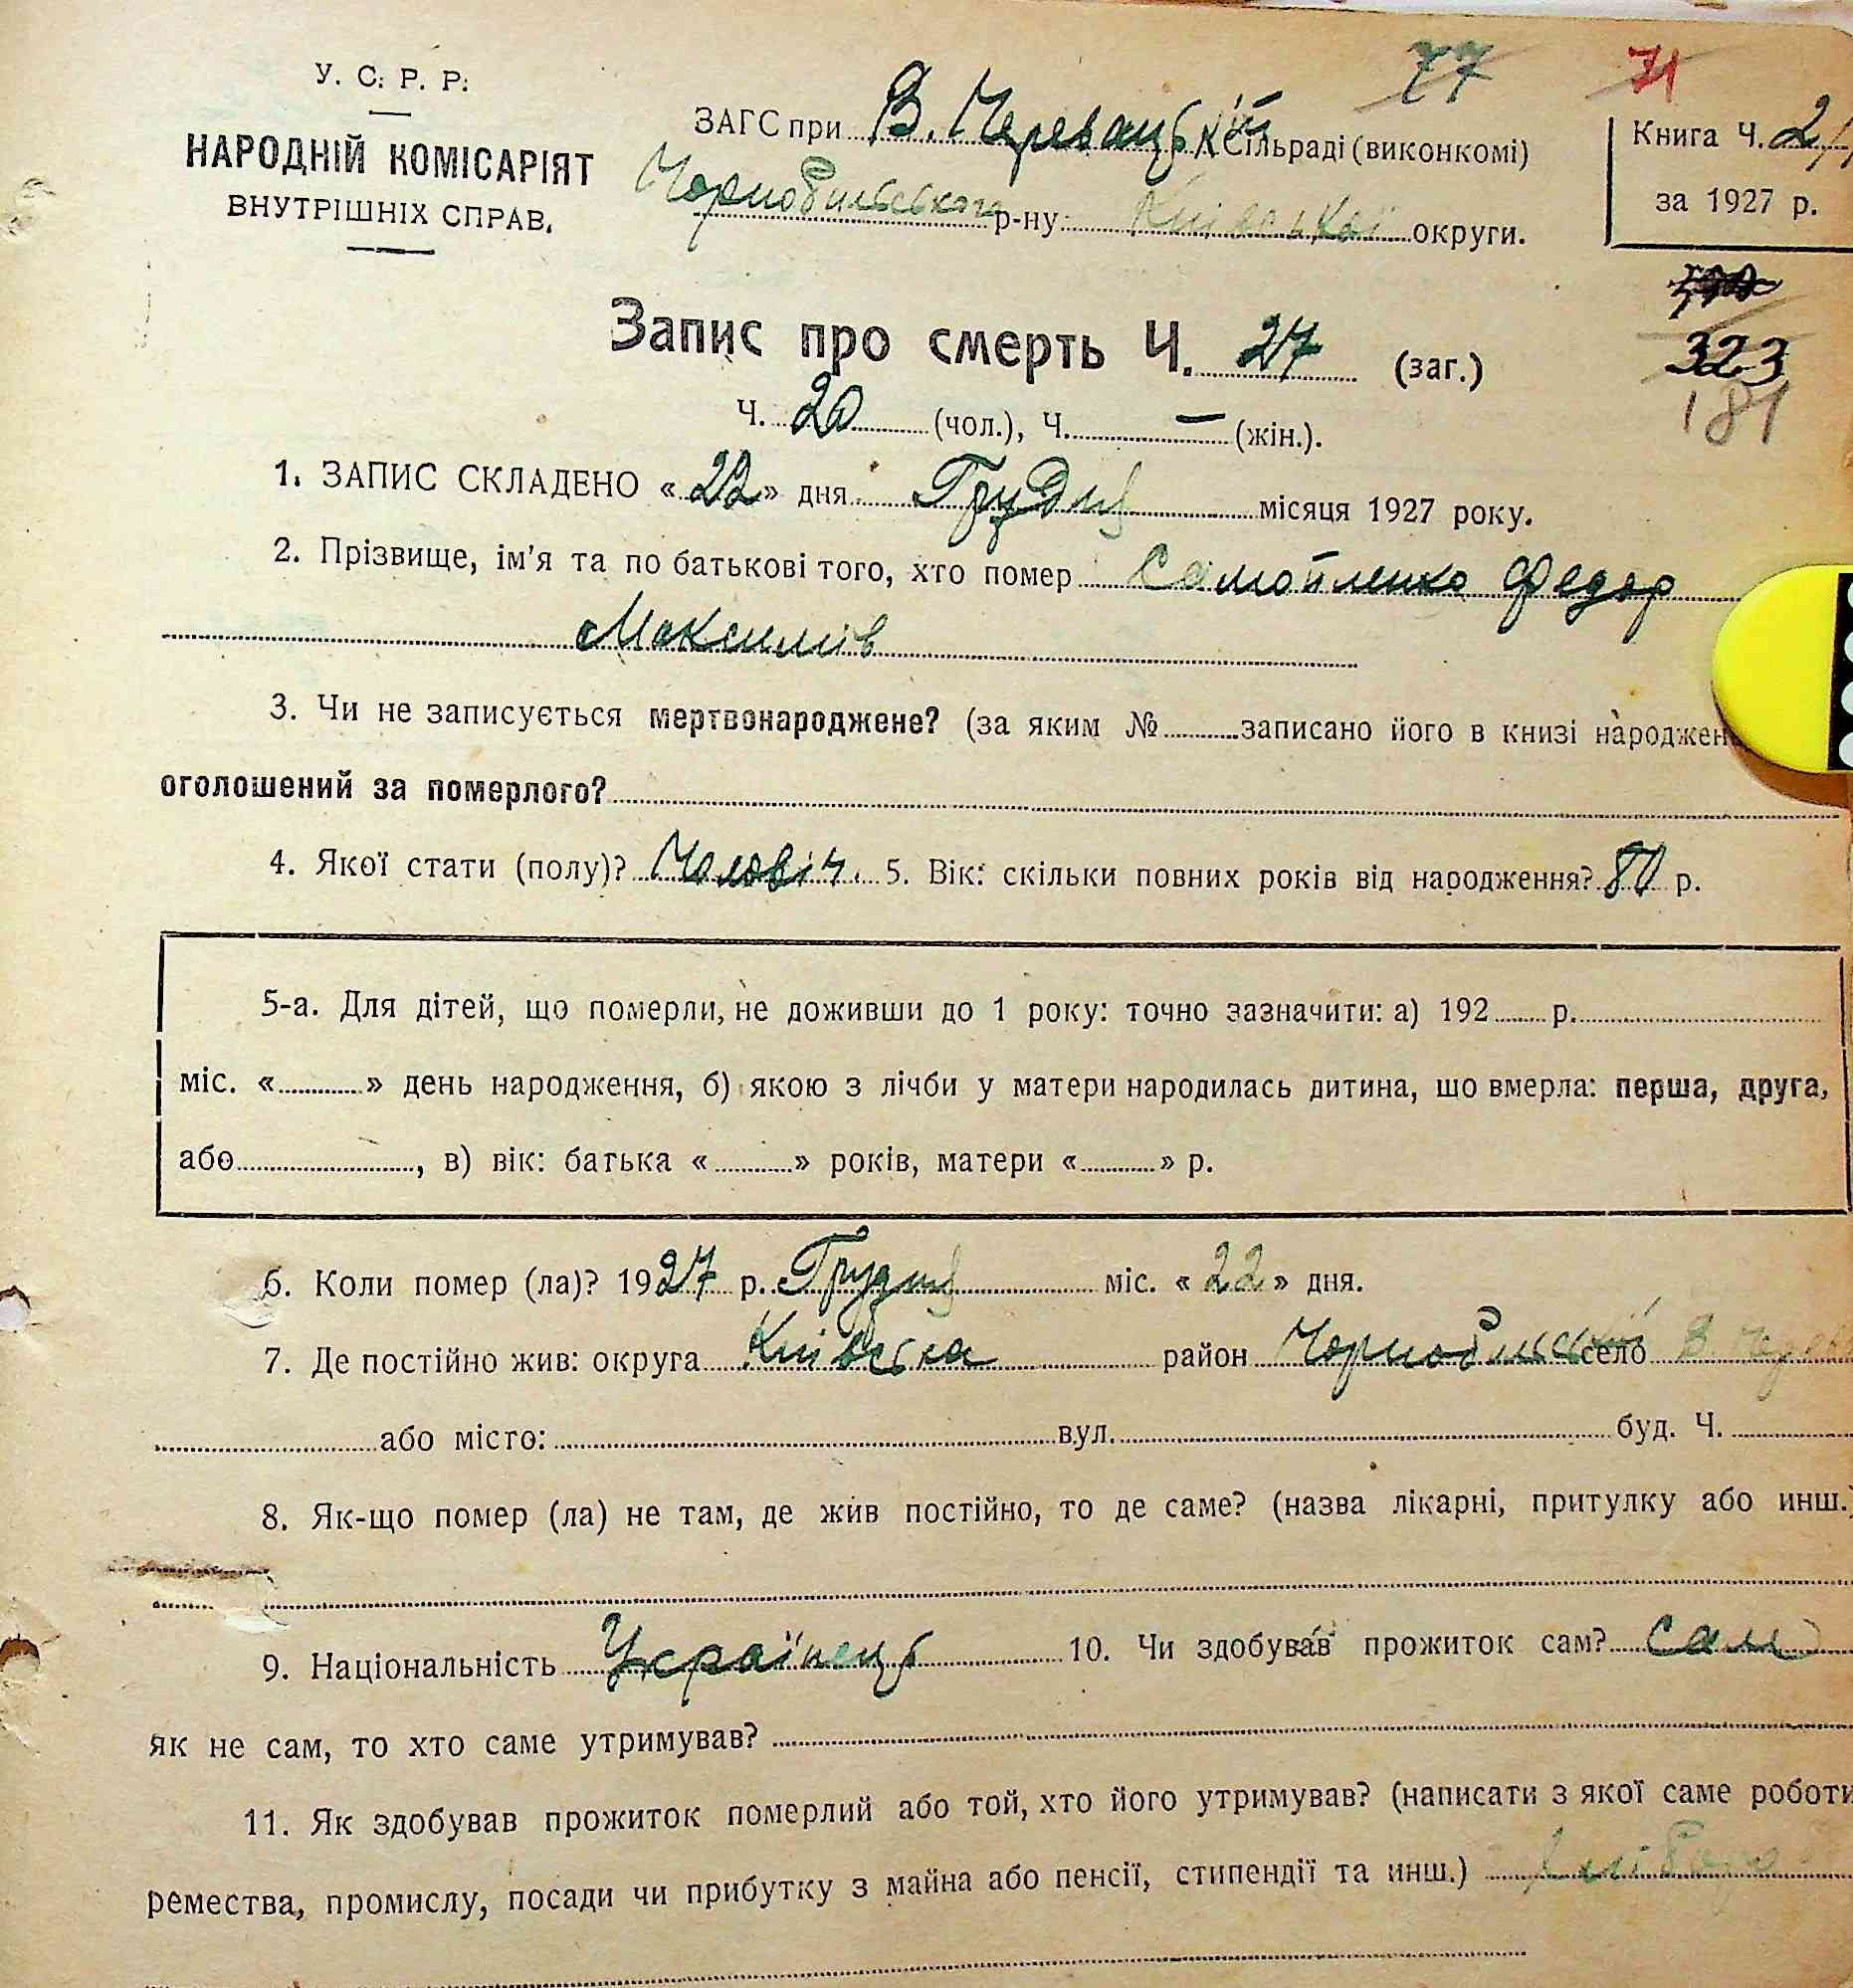 77 71
У. С. Р. Р.
НАРОДНІЙ КОМІСАРІЯТ
ВНУТРІШНІХ СПРАВ.
ЗАГС при В. Черевацькій сільраді (виконкомі)
Чорнобильського р-ну Київської округи.
Книга Ч. 2
за 1927 р.
323
181
Запис про смерть Ч. 27 (заг.)
Ч. 20 (чол.), Ч. — (жін.).
1. ЗАПИС СКЛАДЕНО «22» дня Грудня місяця 1927 року.
2. Прізвище, ім'я та по батькові того, хто помер Самойленко Федор
Максимів
3. Чи не записується мертвонароджене? (за яким № записано його в книзі народжен
оголошений за померлого?
4. Якої стати (полу)? Чоловіч. 5. Вік: скільки повних років від народження? 80 р.
5-а. Для дітей, що померли, не доживши до 1 року: точно зазначити: а) 192 р.
міс. « » день народження, б) якою з лічби у матери народилась дитина, що вмерла: перша, друга,
або , в) вік: батька « » років, матери « » р.
6. Коли помер (ла)? 1927 р. Грудня міс. «22» дня.
7. Де постійно жив: округа Київська район Чорнобильський село В. Черева
або місто: вул. буд. Ч.
8. Як-що помер (ла) не там, де жив постійно, то де саме? (назва лікарні, притулку або инш.)
9. Національність Українець 10. Чи здобував прожиток сам? сам
як не сам, то хто саме утримував?
11. Як здобував прожиток померлий або той, хто його утримував? (написати з якої саме роботи
ремества, промислу, посади чи прибутку з майна або пенсії, стипендії та инш.)